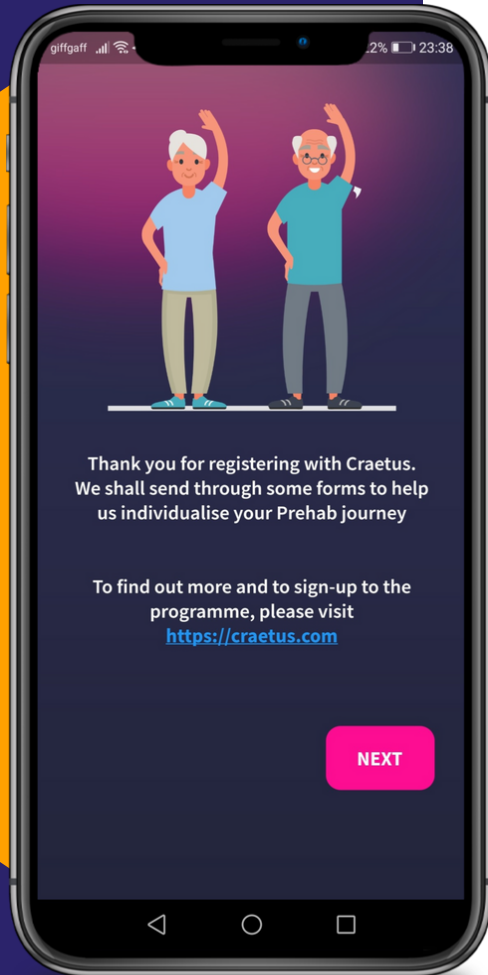 giffgaff 2% 23:38
Thank you for registering with Craetus.
We shall send through some forms to help
us individualise your Prehab journey
To find out more and to sign-up to the
programme, please visit
https://craetus.com
NEXT